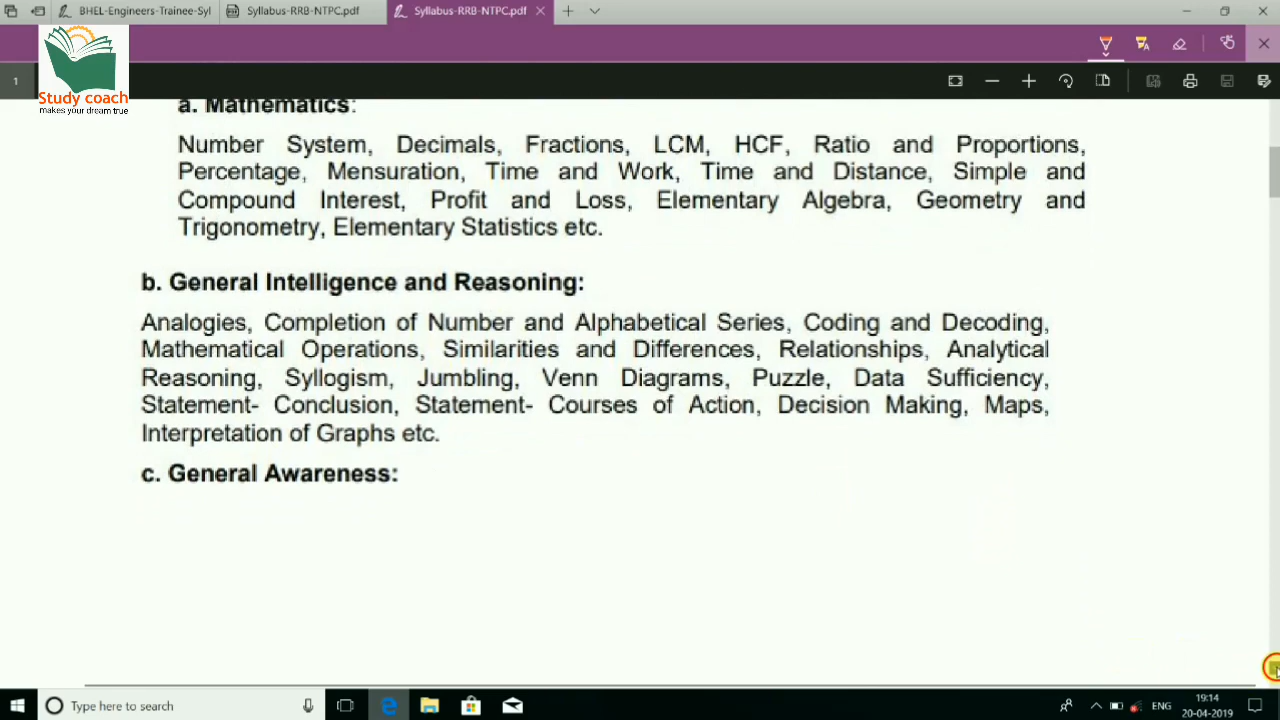 BHEL-Engineers-Trainee-Syl
Syllabus-RRB-NTPC.pdf
Syllabus-RRB-NTPC.pdf
Study coach
makes your dream true
1
a. Mathematics:
Number System, Decimals, Fractions, LCM, HCF, Ratio and Proportions,
Percentage, Mensuration, Time and Work, Time and Distance, Simple and
Compound Interest, Profit and Loss, Elementary Algebra, Geometry and
Trigonometry, Elementary Statistics etc.
b. General Intelligence and Reasoning:
Analogies, Completion of Number and Alphabetical Series, Coding and Decoding,
Mathematical Operations, Similarities and Differences, Relationships, Analytical
Reasoning, Syllogism, Jumbling, Venn Diagrams, Puzzle, Data Sufficiency,
Statement- Conclusion, Statement- Courses of Action, Decision Making, Maps,
Interpretation of Graphs etc.
c. General Awareness:
Type here to search
ENG
19:14
20-04-2019